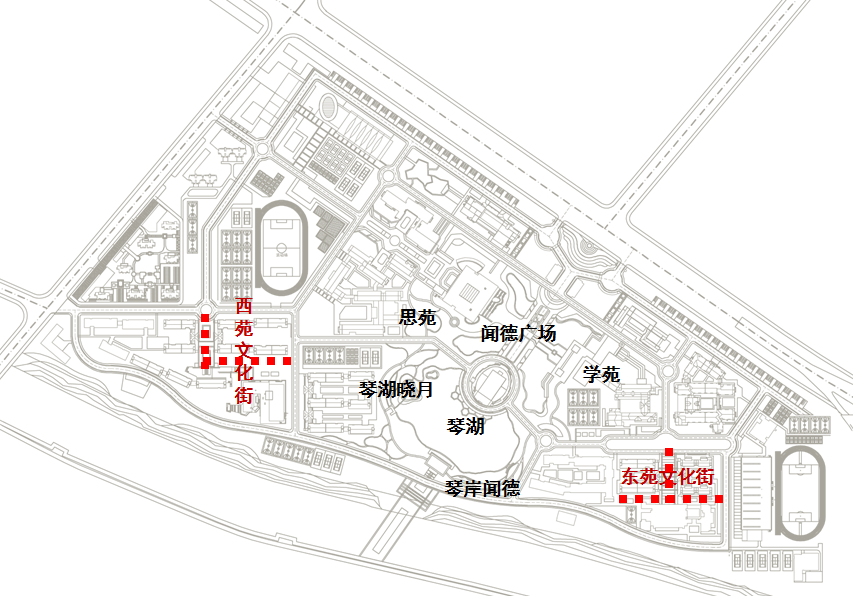 西苑文化街
思苑
闻德广场
学苑
琴湖晓月
琴湖
东苑文化街
琴岸闻德